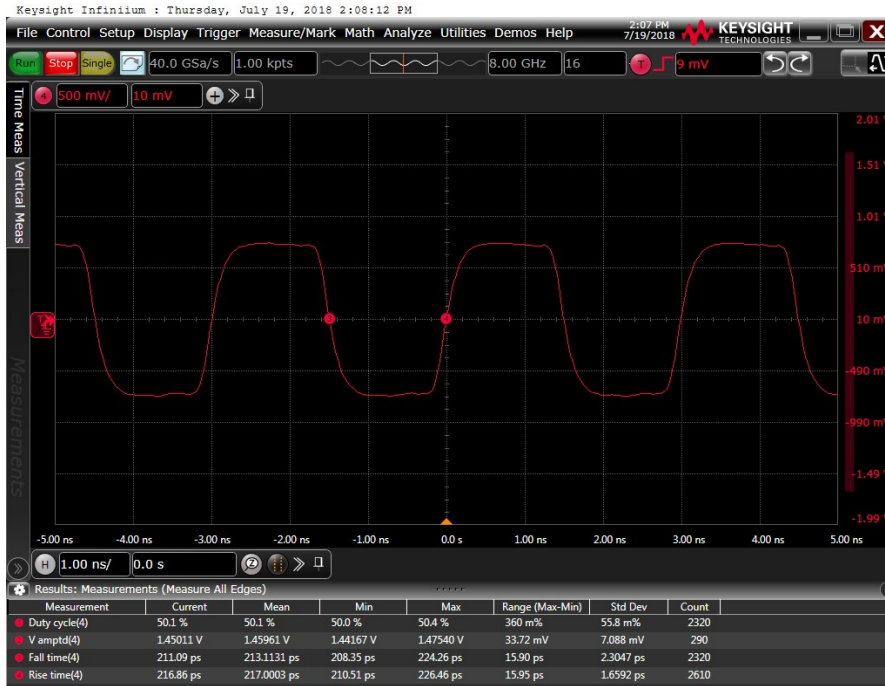 Keysight Infiniium : Thursday, July 19, 2018 2:08:12 PM
File Control Setup Display Trigger Measure/Mark Math Analyze Utilities Demos Help 2:07 PM 7/19/2018 KEYSIGHT TECHNOLOGIES
Run Stop Single 40.0 GSa/s 1.00 kpts 8.00 GHz 16 T 9 mV
Time Meas
Vertical Meas
Measurements
4 500 mV/ 10 mV
2.01 V
1.51 V
1.01 V
510 mV
10 mV
-490 mV
-990 mV
-1.49 V
-1.99 V
T
3 4
-5.00 ns -4.00 ns -3.00 ns -2.00 ns -1.00 ns 0.0 s 1.00 ns 2.00 ns 3.00 ns 4.00 ns 5.00 ns
H 1.00 ns/ 0.0 s
Results: Measurements (Measure All Edges)
Measurement Current Mean Min Max Range (Max-Min) Std Dev Count
Duty cycle(4) 50.1 % 50.1 % 50.0 % 50.4 % 360 m% 55.8 m% 2320
V amptd(4) 1.45011 V 1.45961 V 1.44167 V 1.47540 V 33.72 mV 7.088 mV 290
Fall time(4) 211.09 ps 213.1131 ps 208.35 ps 224.26 ps 15.90 ps 2.3047 ps 2320
Rise time(4) 216.86 ps 217.0003 ps 210.51 ps 226.46 ps 15.95 ps 1.6592 ps 2610